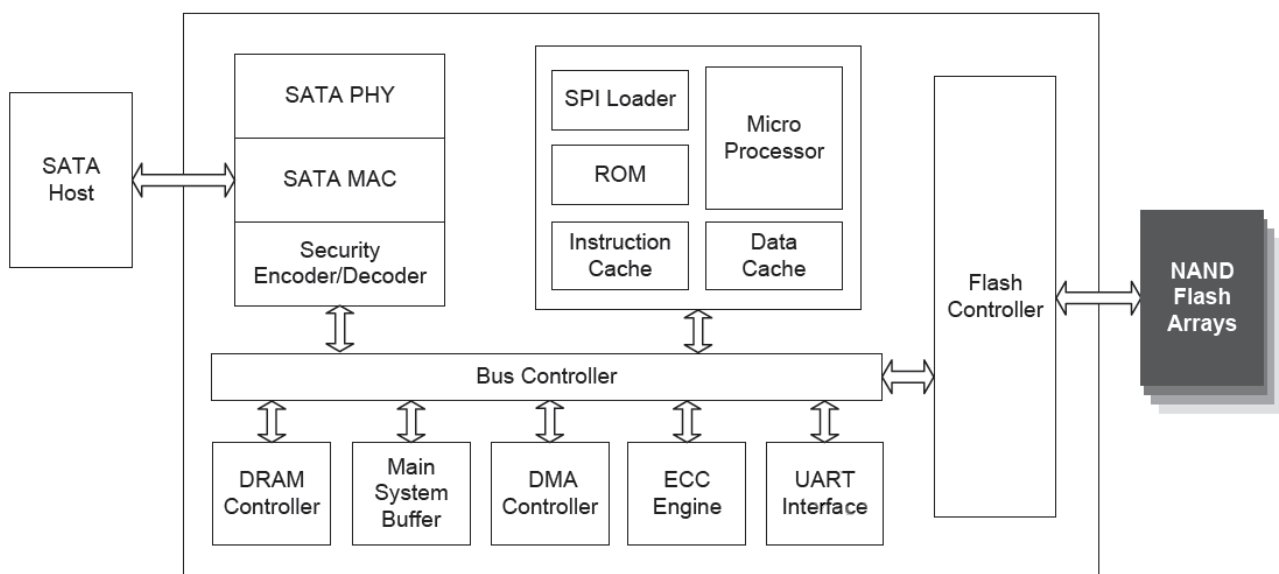 SATA
Host
SATA PHY
SATA MAC
Security
Encoder/Decoder
SPI Loader
ROM
Instruction
Cache
Micro
Processor
Data
Cache
Flash
Controller
NAND
Flash
Arrays
Bus Controller
DRAM
Controller
Main
System
Buffer
DMA
Controller
ECC
Engine
UART
Interface